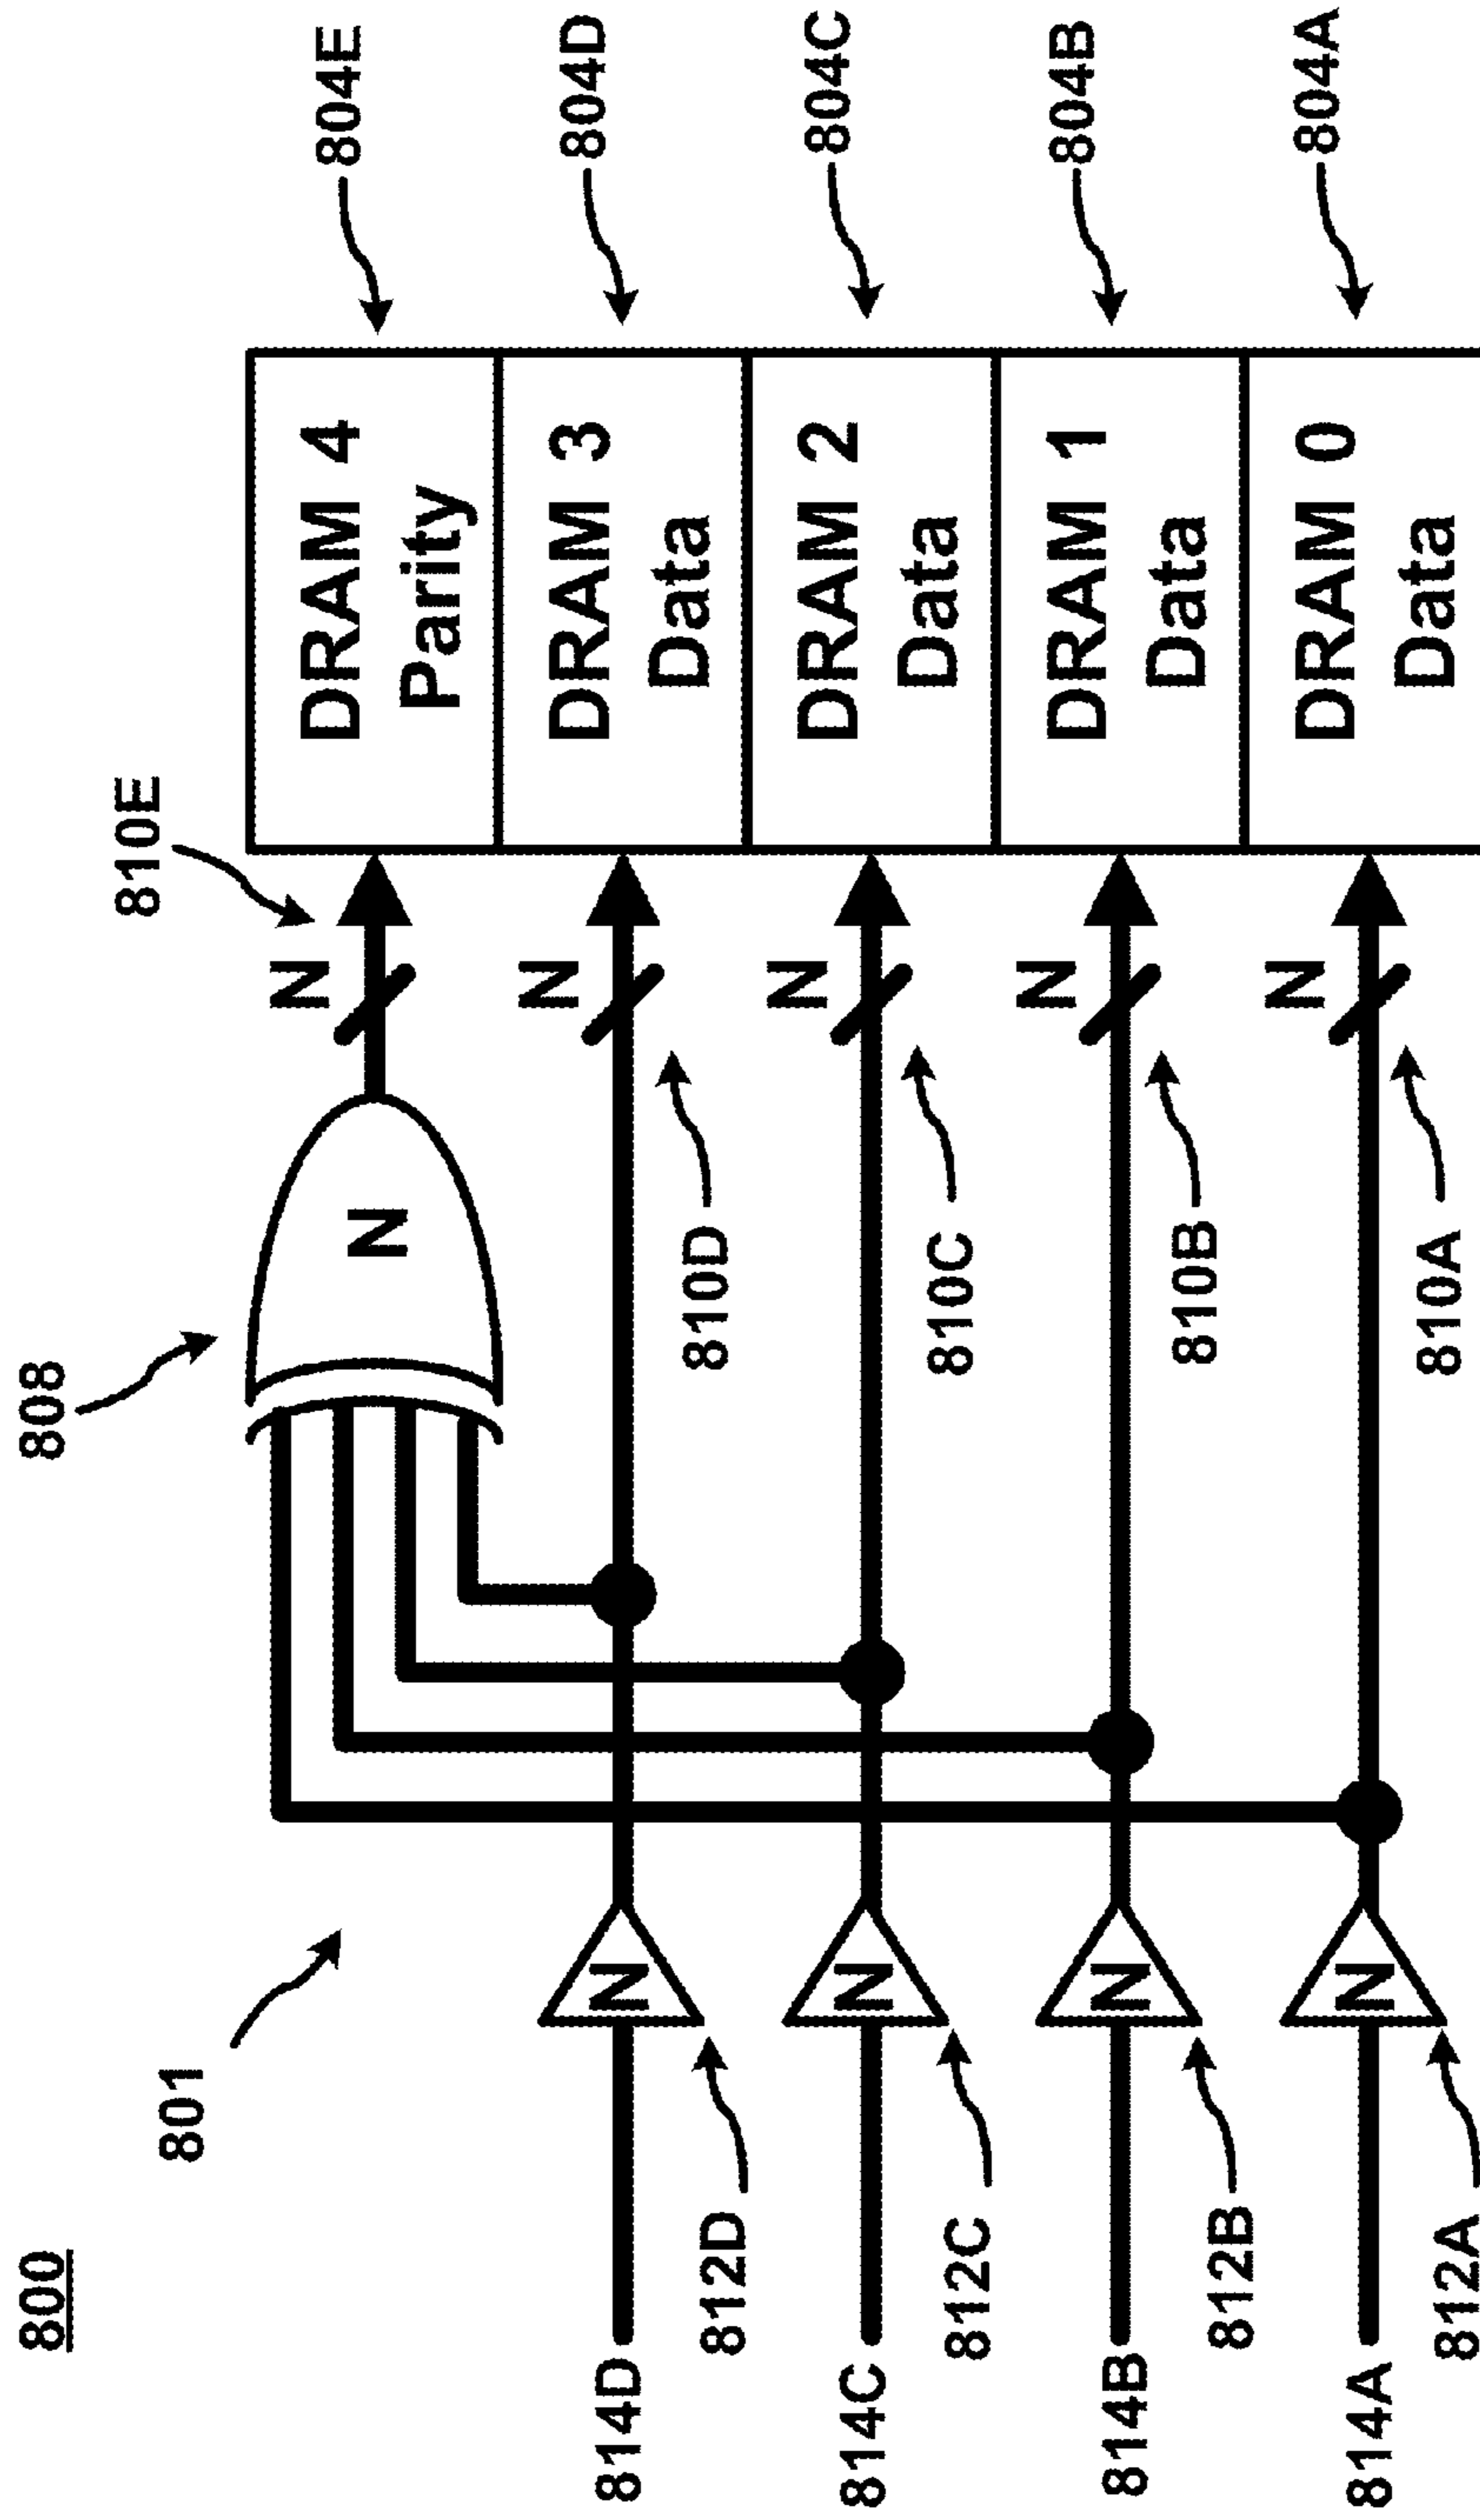 800
801
808
810E
804E
N
N
DRAM 4
Parity
814D
N
812D
N
810D
DRAM 3
Data
804D
814C
N
812C
N
810C
DRAM 2
Data
804C
814B
N
812B
N
810B
DRAM 1
Data
804B
814A
N
812A
N
810A
DRAM 0
Data
804A